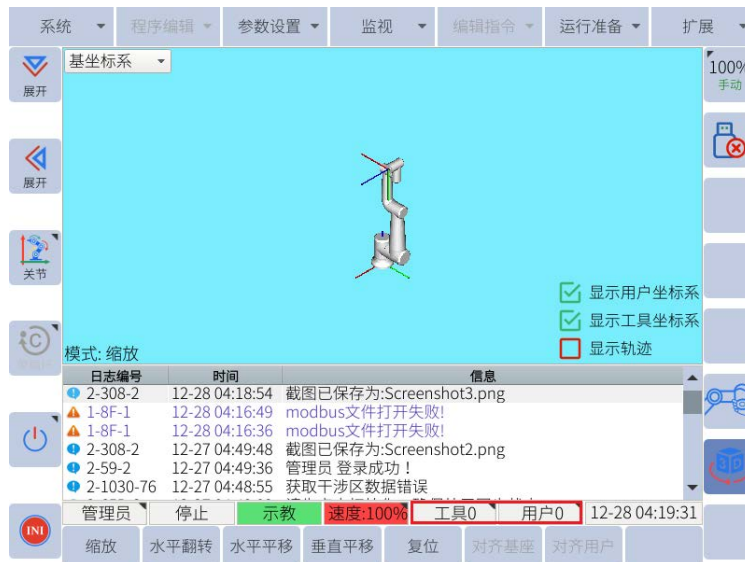 系统 程序编辑 参数设置 监视 编辑指令 运行准备 扩展
基坐标系
100%
手动
展开
展开
关节
显示用户坐标系
显示工具坐标系
显示轨迹
模式: 缩放
日志编号 时间 信息
2-308-2 12-28 04:18:54 截图已保存为:Screenshot3.png
1-8F-1 12-28 04:16:49 modbus文件打开失败!
1-8F-1 12-28 04:16:36 modbus文件打开失败!
2-308-2 12-27 04:49:48 截图已保存为:Screenshot2.png
2-59-2 12-27 04:49:36 管理员 登录成功！
2-1030-76 12-27 04:48:55 获取干涉区数据错误
管理员 停止 示教 速度:100% 工具0 用户0 12-28 04:19:31
INI
3D
缩放 水平翻转 水平平移 垂直平移 复位 对齐基座 对齐用户